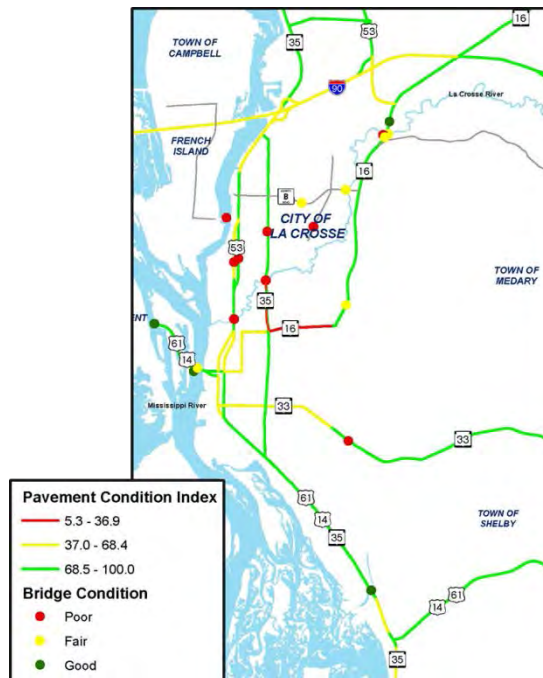 16
53
35
TOWN OF
CAMPBELL
90
La Crosse River
FRENCH
ISLAND
16
8
CITY OF
LA CROSSE
53
TOWN OF
MEDARY
35
16
61
14
33
Mississippi River
33
61
14
35
TOWN OF
SHELBY
14
61
35
Pavement Condition Index
5.3 - 36.9
37.0 - 68.4
68.5 - 100.0
Bridge Condition
Poor
Fair
Good